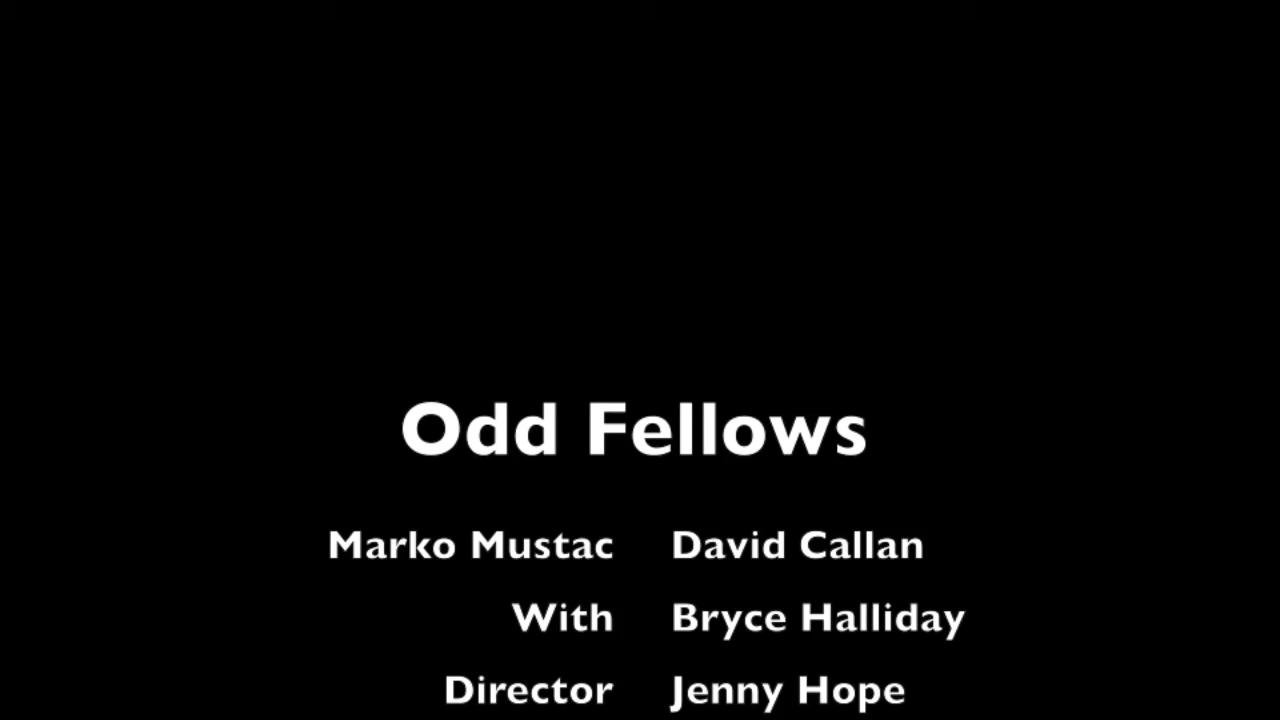 Odd Fellows
Marko Mustac David Callan
With Bryce Halliday
Director Jenny Hope